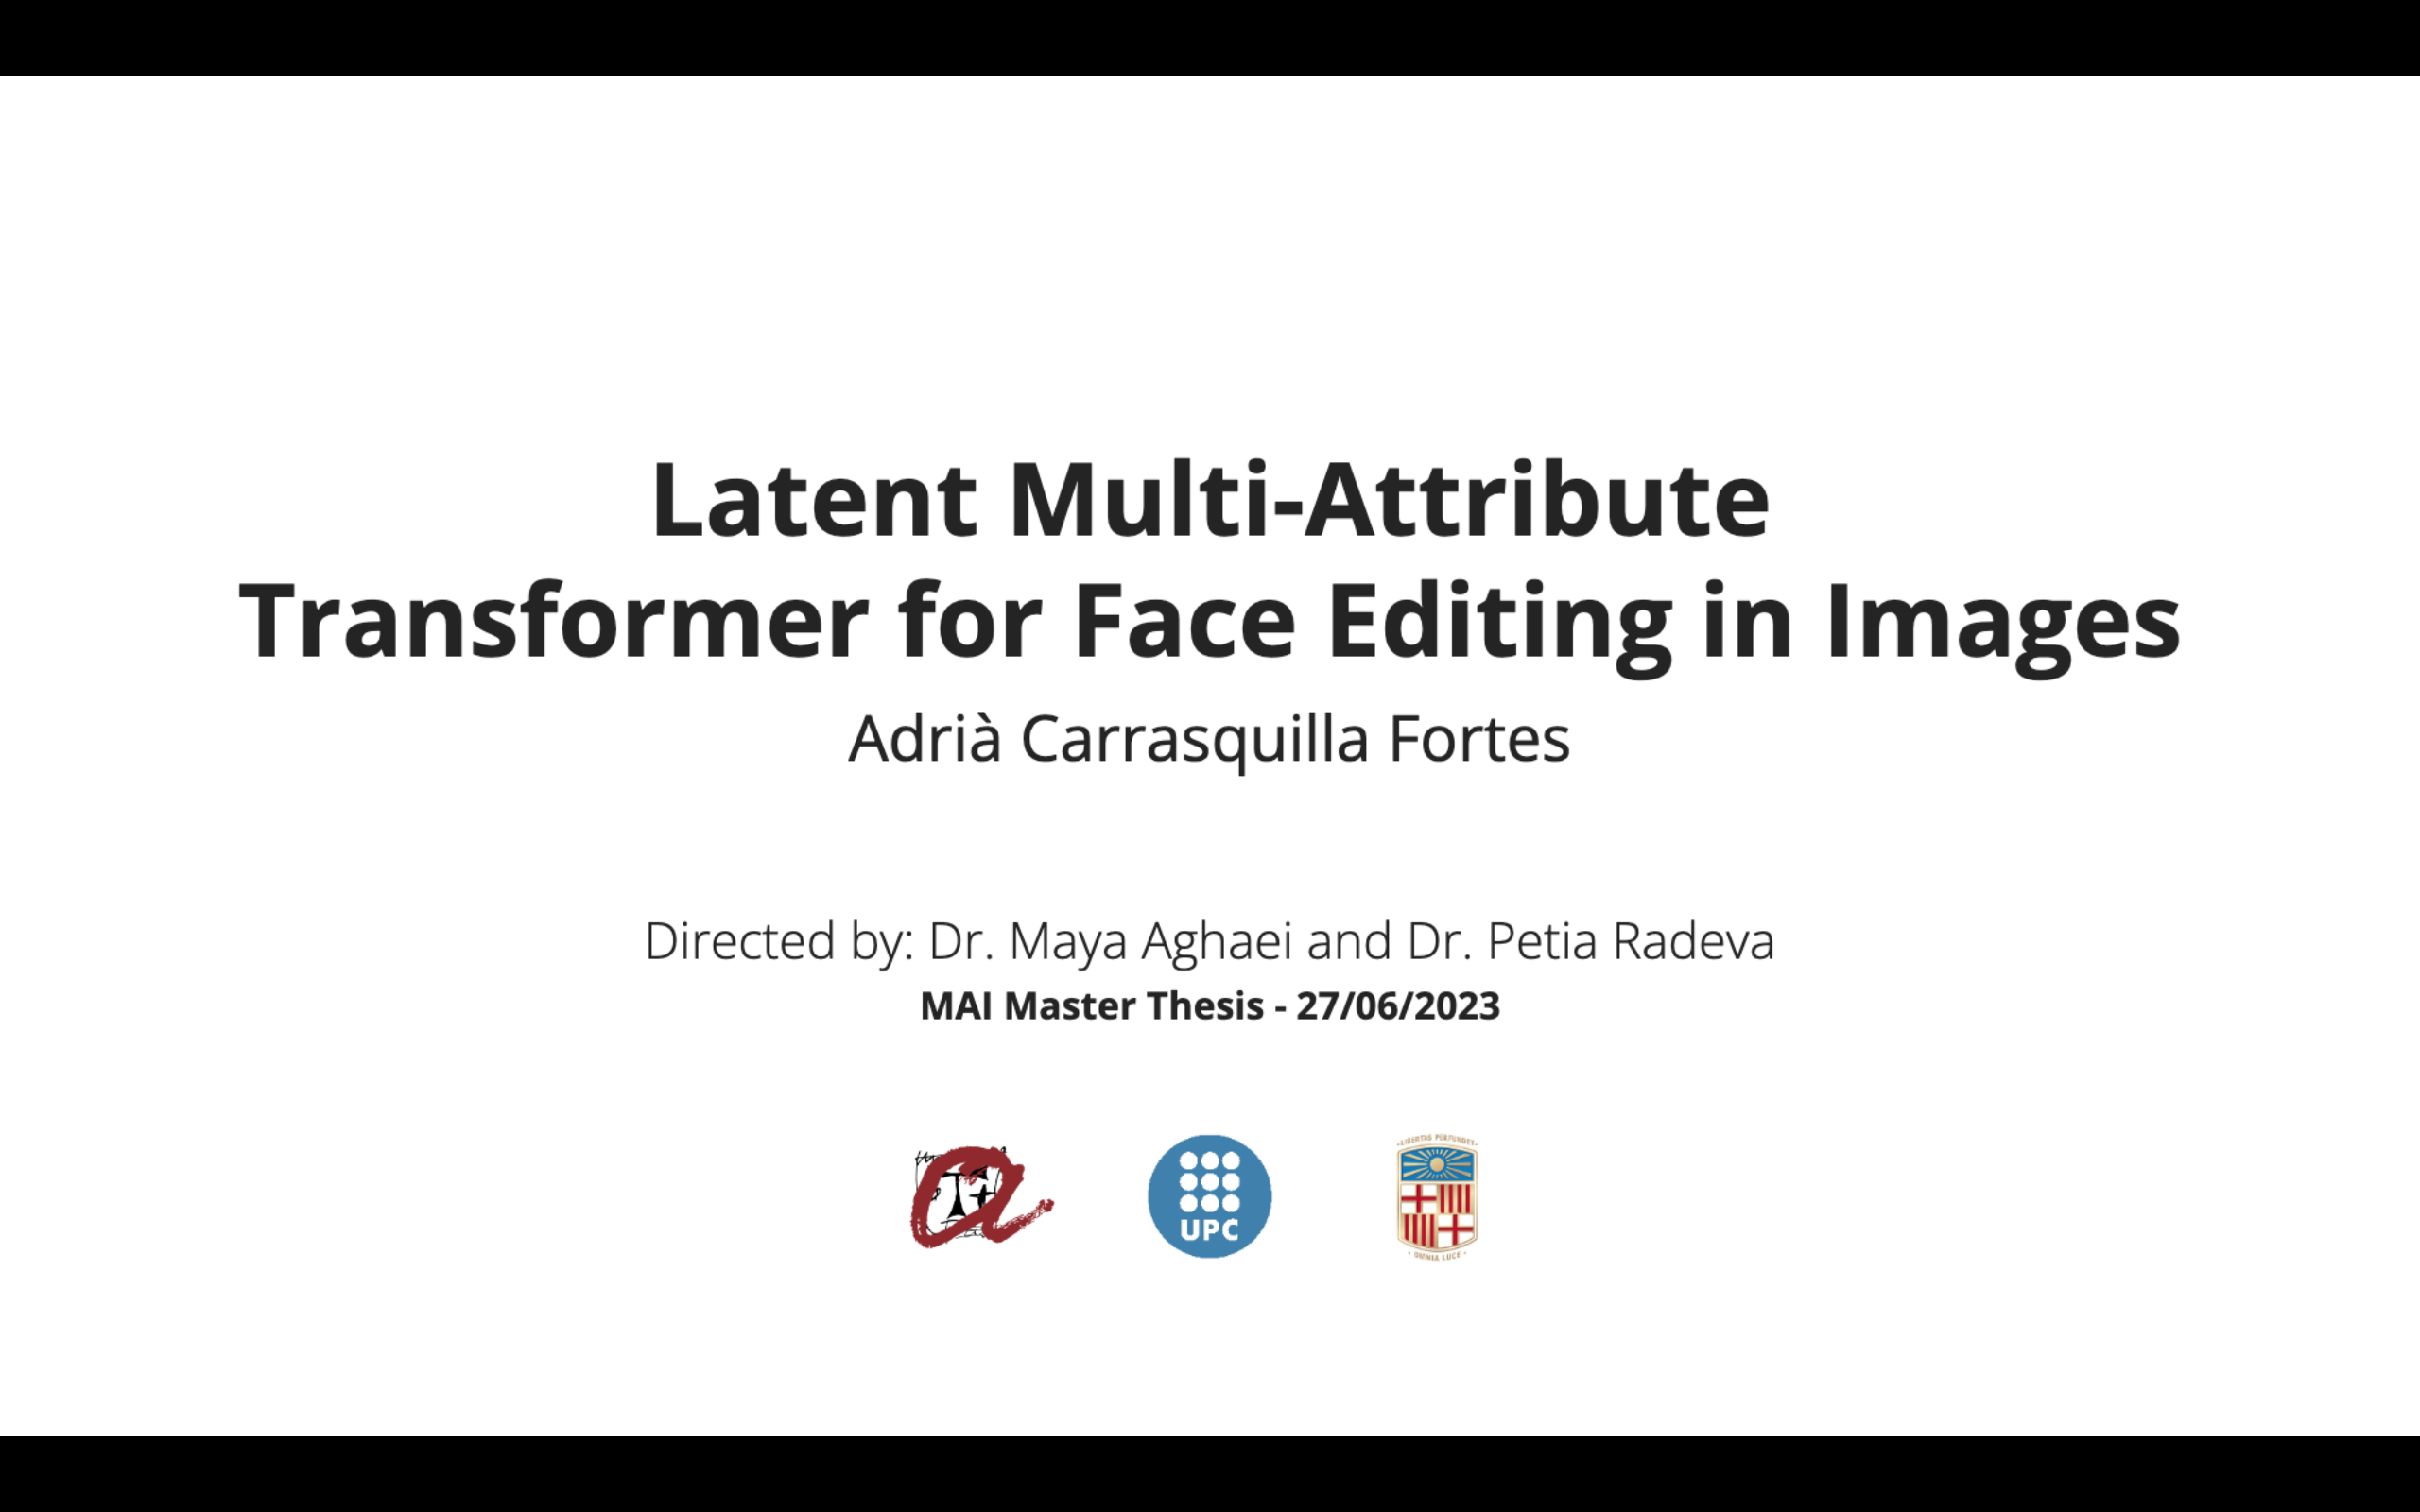 Latent Multi-Attribute
Transformer for Face Editing in Images
Adrià Carrasquilla Fortes
Directed by: Dr. Maya Aghaei and Dr. Petia Radeva
MAI Master Thesis - 27/06/2023
UPC
LIBERTAS PERFUNDET
OMNIA LUCE